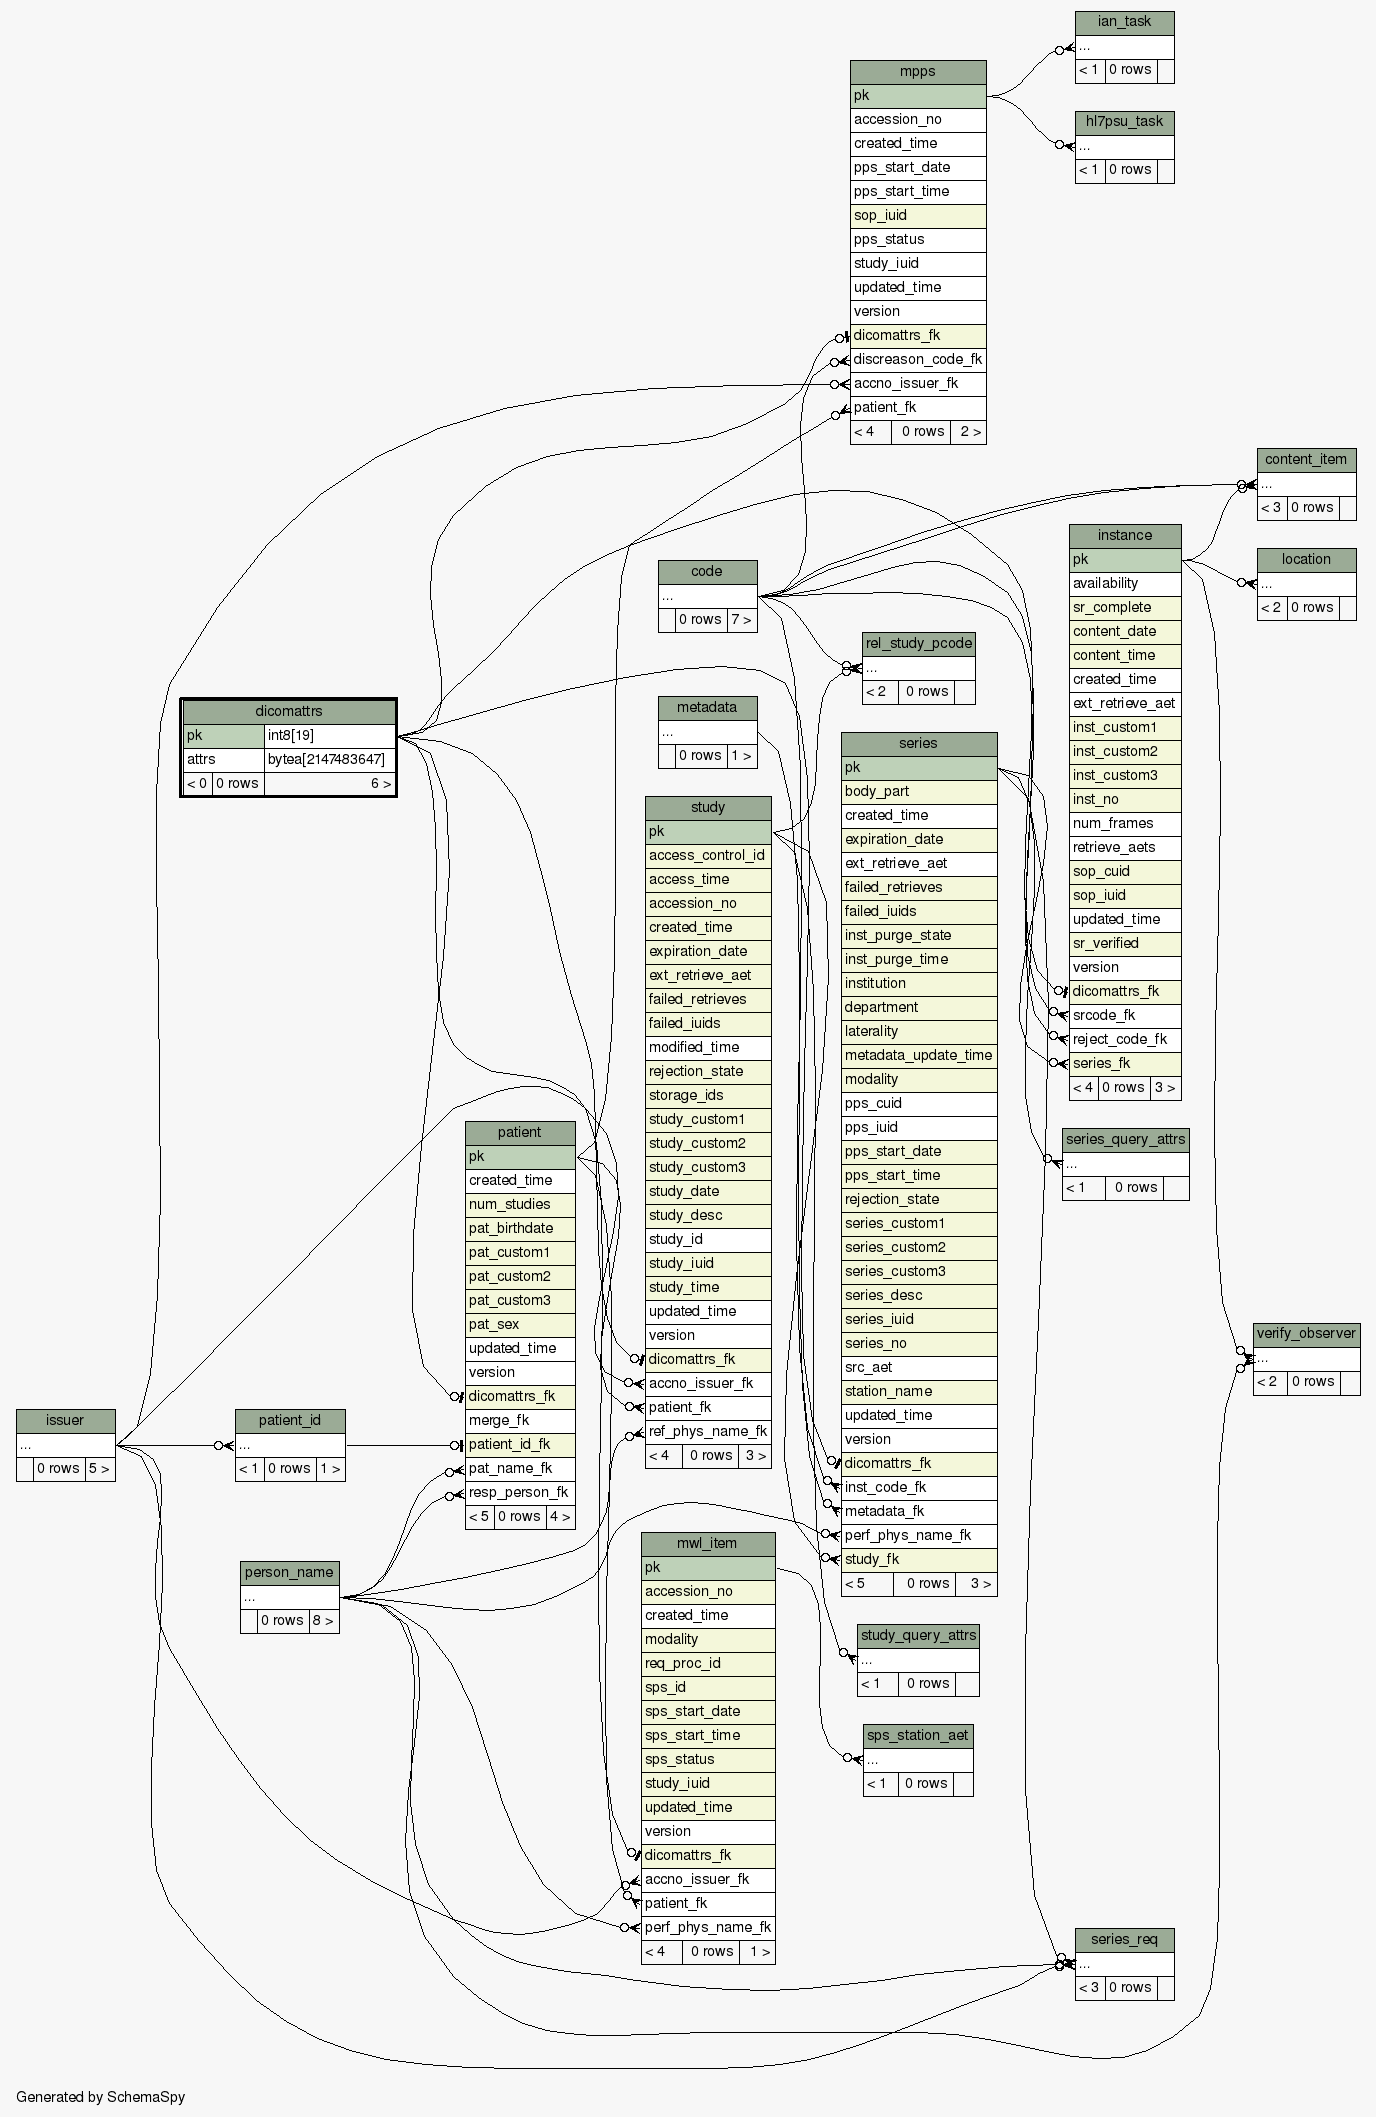 ian_task
...
< 1 0 rows
hl7psu_task
...
< 1 0 rows
mpps
pk
accession_no
created_time
pps_start_date
pps_start_time
sop_iuid
pps_status
study_iuid
updated_time
version
dicomattrs_fk
discreason_code_fk
accno_issuer_fk
patient_fk
< 4 0 rows 2 >
content_item
...
< 3 0 rows
location
...
< 2 0 rows
instance
pk
availability
sr_complete
content_date
content_time
created_time
ext_retrieve_aet
inst_custom1
inst_custom2
inst_custom3
inst_no
num_frames
retrieve_aets
sop_cuid
sop_iuid
updated_time
sr_verified
version
dicomattrs_fk
srcode_fk
reject_code_fk
series_fk
< 4 0 rows 3 >
code
...
0 rows 7 >
rel_study_pcode
...
< 2 0 rows
metadata
...
0 rows 1 >
dicomattrs
pk int8[19]
attrs bytea[2147483647]
< 0 0 rows 6 >
series
pk
body_part
created_time
expiration_date
ext_retrieve_aet
failed_retrieves
failed_iuids
inst_purge_state
inst_purge_time
institution
department
laterality
metadata_update_time
modality
pps_cuid
pps_iuid
pps_start_date
pps_start_time
rejection_state
series_custom1
series_custom2
series_custom3
series_desc
series_iuid
series_no
src_aet
station_name
updated_time
version
dicomattrs_fk
inst_code_fk
metadata_fk
perf_phys_name_fk
study_fk
< 5 0 rows 3 >
study
pk
access_control_id
access_time
accession_no
created_time
expiration_date
ext_retrieve_aet
failed_retrieves
failed_iuids
modified_time
rejection_state
storage_ids
study_custom1
study_custom2
study_custom3
study_date
study_desc
study_id
study_iuid
study_time
updated_time
version
dicomattrs_fk
accno_issuer_fk
patient_fk
ref_phys_name_fk
< 4 0 rows 3 >
patient
pk
created_time
num_studies
pat_birthdate
pat_custom1
pat_custom2
pat_custom3
pat_sex
updated_time
version
dicomattrs_fk
merge_fk
patient_id_fk
pat_name_fk
resp_person_fk
< 5 0 rows 4 >
series_query_attrs
...
< 1 0 rows
verify_observer
...
< 2 0 rows
issuer
...
0 rows 5 >
patient_id
...
< 1 0 rows 1 >
person_name
...
0 rows 8 >
mwl_item
pk
accession_no
created_time
modality
req_proc_id
sps_id
sps_start_date
sps_start_time
sps_status
study_iuid
updated_time
version
dicomattrs_fk
accno_issuer_fk
patient_fk
perf_phys_name_fk
< 4 0 rows 1 >
study_query_attrs
...
< 1 0 rows
sps_station_aet
...
< 1 0 rows
series_req
...
< 3 0 rows
Generated by SchemaSpy